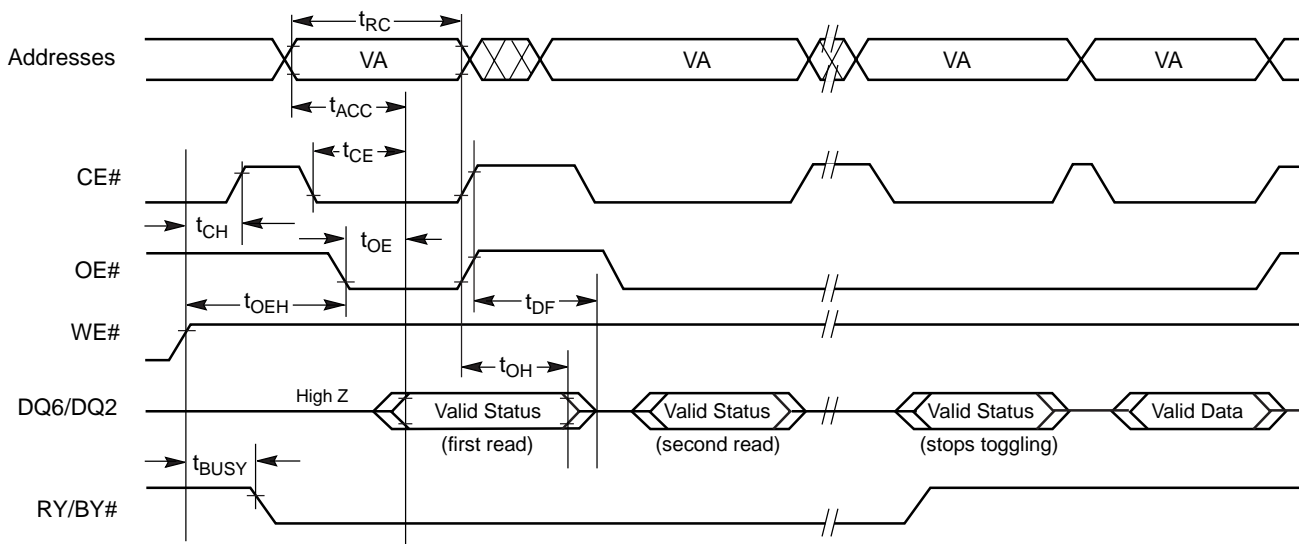 tRC
Addresses VA VA VA VA
tACC
tCE
CE#
tCH
tOE
OE#
tOEH
tDF
WE#
tOH
High Z
DQ6/DQ2 Valid Status Valid Status Valid Status Valid Data
(first read) (second read) (stops toggling)
tBUSY
RY/BY#